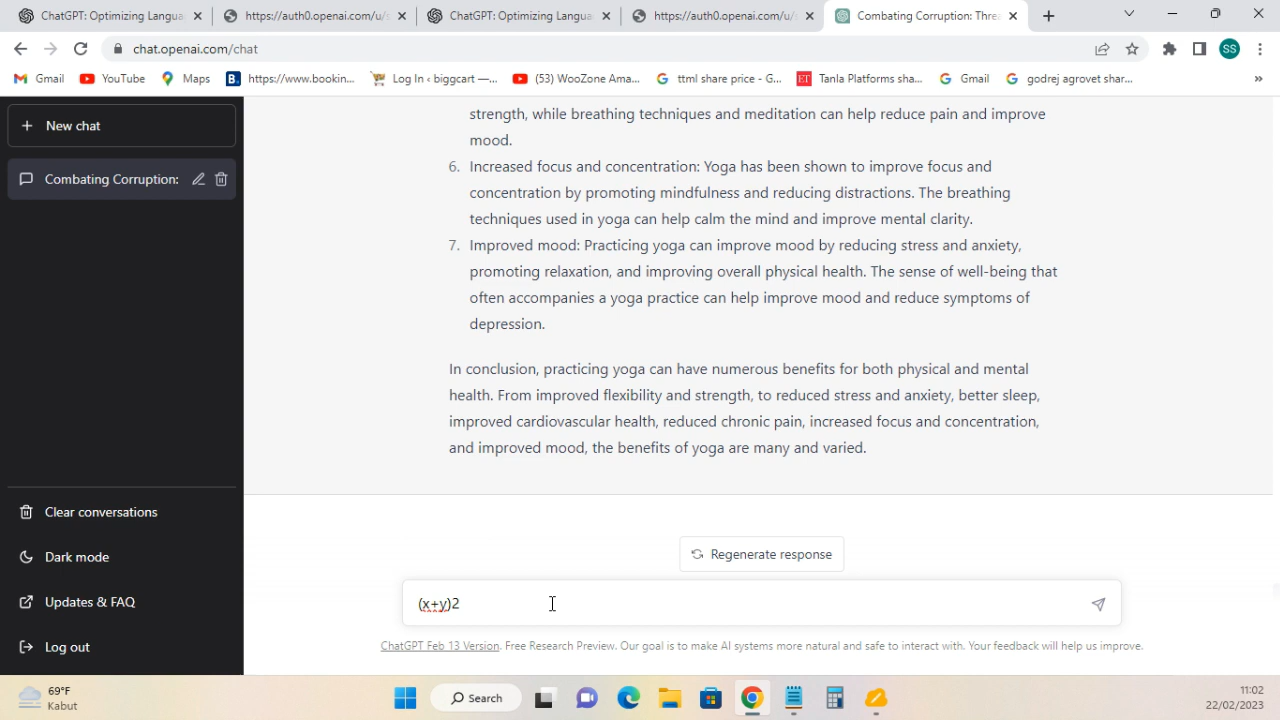 ChatGPT: Optimizing Langua
https://auth0.openai.com/u/s
ChatGPT: Optimizing Langua
https://auth0.openai.com/u/s
Combating Corruption: Threa
chat.openai.com/chat
SS
Gmail
YouTube
Maps
https://www.bookin...
Log In ‹ biggcart —...
(53) WooZone Ama...
ttml share price - G...
Tanla Platforms sha...
Gmail
godrej agrovet shar...
New chat
Combating Corruption:
strength, while breathing techniques and meditation can help reduce pain and improve
mood.
6. Increased focus and concentration: Yoga has been shown to improve focus and
concentration by promoting mindfulness and reducing distractions. The breathing
techniques used in yoga can help calm the mind and improve mental clarity.
7. Improved mood: Practicing yoga can improve mood by reducing stress and anxiety,
promoting relaxation, and improving overall physical health. The sense of well-being that
often accompanies a yoga practice can help improve mood and reduce symptoms of
depression.
In conclusion, practicing yoga can have numerous benefits for both physical and mental
health. From improved flexibility and strength, to reduced stress and anxiety, better sleep,
improved cardiovascular health, reduced chronic pain, increased focus and concentration,
and improved mood, the benefits of yoga are many and varied.
Clear conversations
Dark mode
Updates & FAQ
Log out
Regenerate response
(x+y)2
ChatGPT Feb 13 Version. Free Research Preview. Our goal is to make AI systems more natural and safe to interact with. Your feedback will help us improve.
69°F
Kabut
Search
11:02
22/02/2023